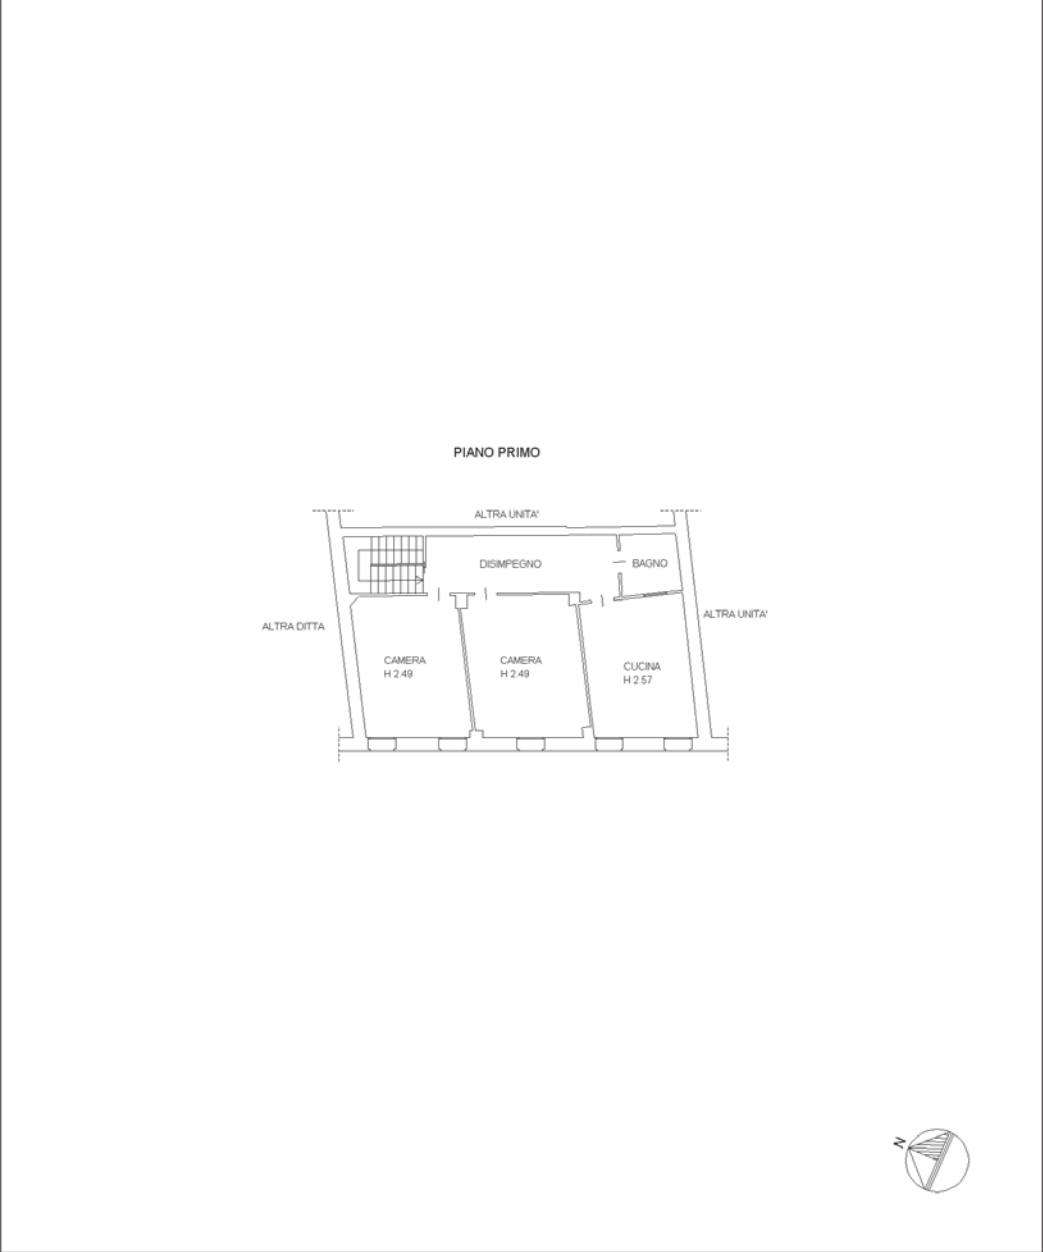 PIANO PRIMO
ALTRA UNITA'
DISIMPEGNO
BAGNO
ALTRA UNITA'
ALTRA DITTA
CAMERA
H 2.49
CAMERA
H 2.49
CUCINA
H 2.57
N